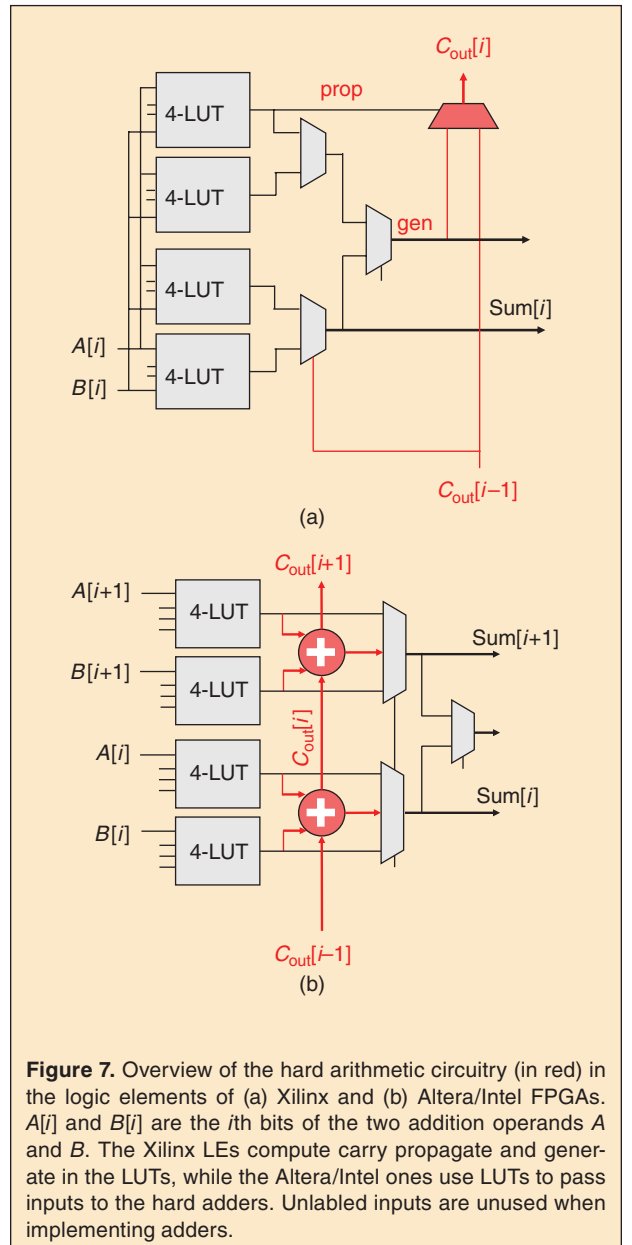 C_out[i]
prop
4-LUT
4-LUT
gen
4-LUT
Sum[i]
A[i]
4-LUT
B[i]
C_out[i–1]
(a)
C_out[i+1]
A[i+1]
4-LUT
Sum[i+1]
B[i+1]
4-LUT
C_out[i]
A[i]
4-LUT
Sum[i]
B[i]
4-LUT
C_out[i–1]
(b)
Figure 7. Overview of the hard arithmetic circuitry (in red) in
the logic elements of (a) Xilinx and (b) Altera/Intel FPGAs.
A[i] and B[i] are the ith bits of the two addition operands A
and B. The Xilinx LEs compute carry propagate and gener-
ate in the LUTs, while the Altera/Intel ones use LUTs to pass
inputs to the hard adders. Unlabled inputs are unused when
implementing adders.